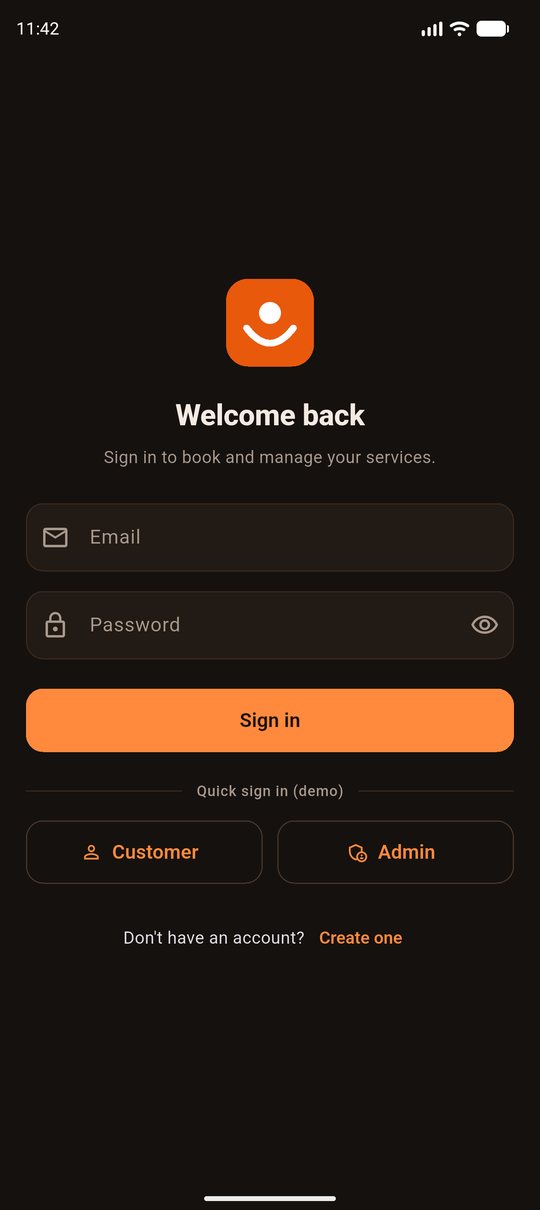 11:42
Welcome back
Sign in to book and manage your services.
Email
Password
Sign in
Quick sign in (demo)
Customer
Admin
Don't have an account? Create one